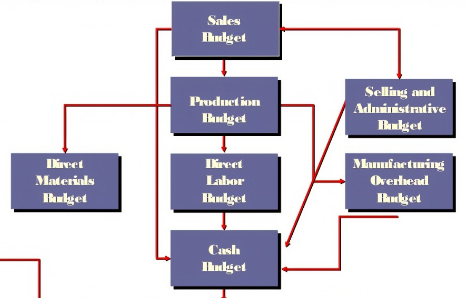 Sales
Budget
Production
Budget
Selling and
Administrative
Budget
Direct
Materials
Budget
Direct
Labor
Budget
Manufacturing
Overhead
Budget
Cash
Budget